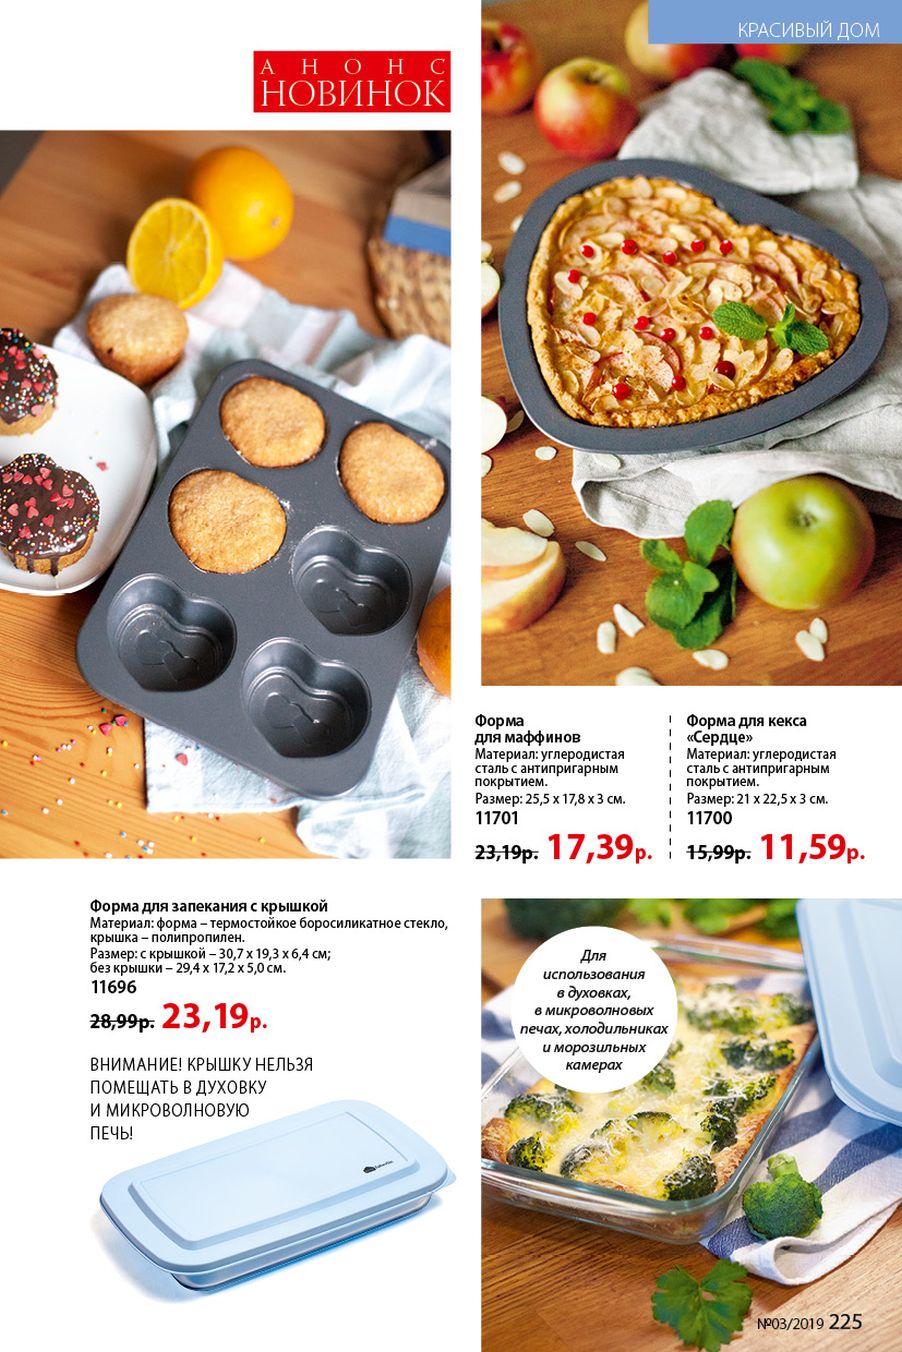 КРАСИВЫЙ ДОМ
АНОНС
НОВИНОК
Форма
для маффинов
Материал: углеродистая
сталь с антипригарным
покрытием.
Размер: 25,5 х 17,8 х 3 см.
11701
23,19р. 17,39р.
Форма для кекса
«Сердце»
Материал: углеродистая
сталь с антипригарным
покрытием.
Размер: 21 х 22,5 х 3 см.
11700
15,99р. 11,59р.
Форма для запекания с крышкой
Материал: форма – термостойкое боросиликатное стекло,
крышка – полипропилен.
Размер: с крышкой – 30,7 х 19,3 х 6,4 см;
без крышки – 29,4 х 17,2 х 5,0 см.
11696
28,99р. 23,19р.
ВНИМАНИЕ! КРЫШКУ НЕЛЬЗЯ
ПОМЕЩАТЬ В ДУХОВКУ
И МИКРОВОЛНОВУЮ
ПЕЧЬ!
Для
использования
в духовках,
в микроволновых
печах, холодильниках
и морозильных
камерах
№03/2019 225